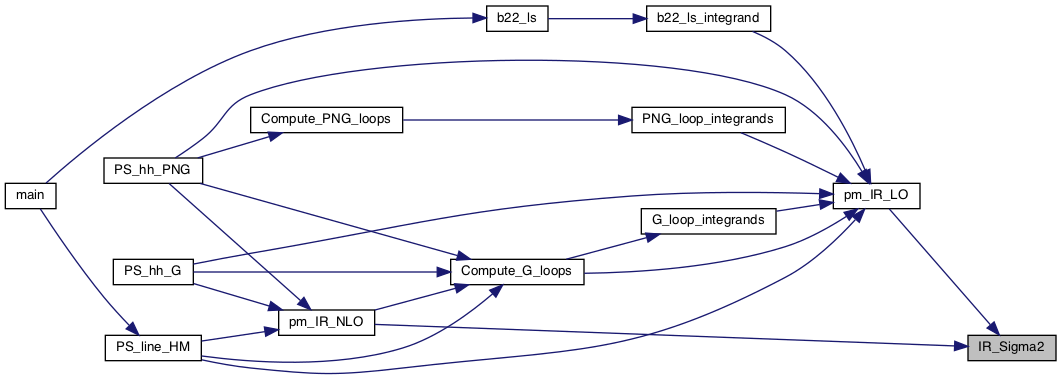 b22_ls
b22_ls_integrand
Compute_PNG_loops
PNG_loop_integrands
PS_hh_PNG
main
pm_IR_LO
G_loop_integrands
PS_hh_G
Compute_G_loops
pm_IR_NLO
PS_line_HM
IR_Sigma2